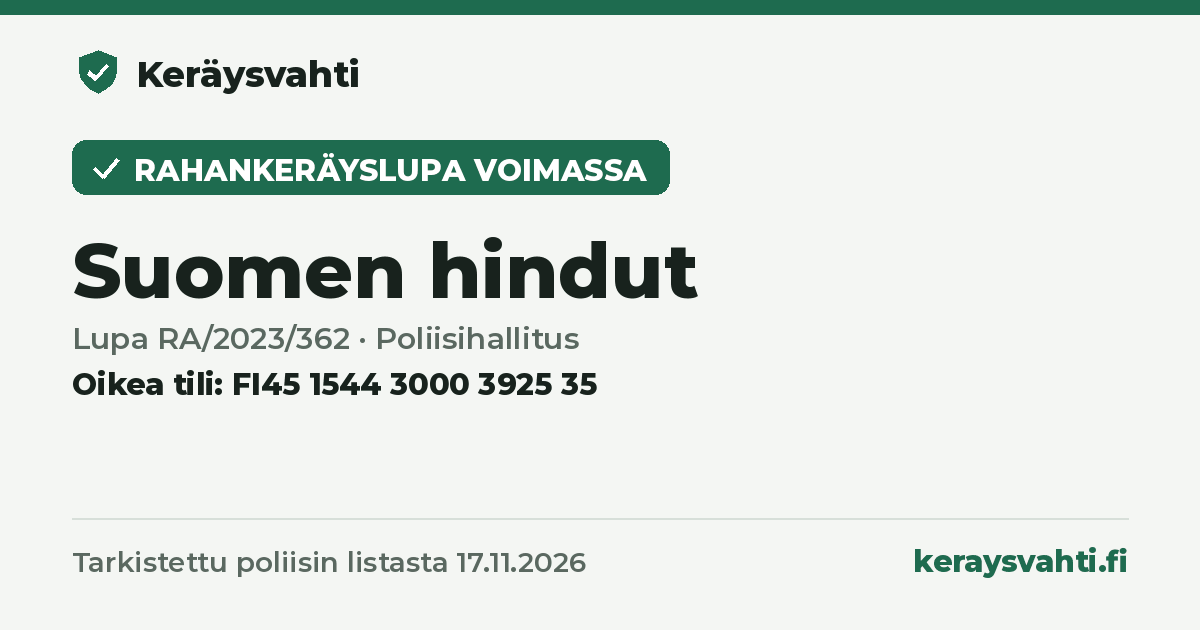 Keräysvahti
RAHANKERÄYSLUPA VOIMASSA
Suomen hindut
Lupa RA/2023/362 · Poliisihallitus
Oikea tili: FI45 1544 3000 3925 35
Tarkistettu poliisin listasta 17.11.2026
keraysvahti.fi